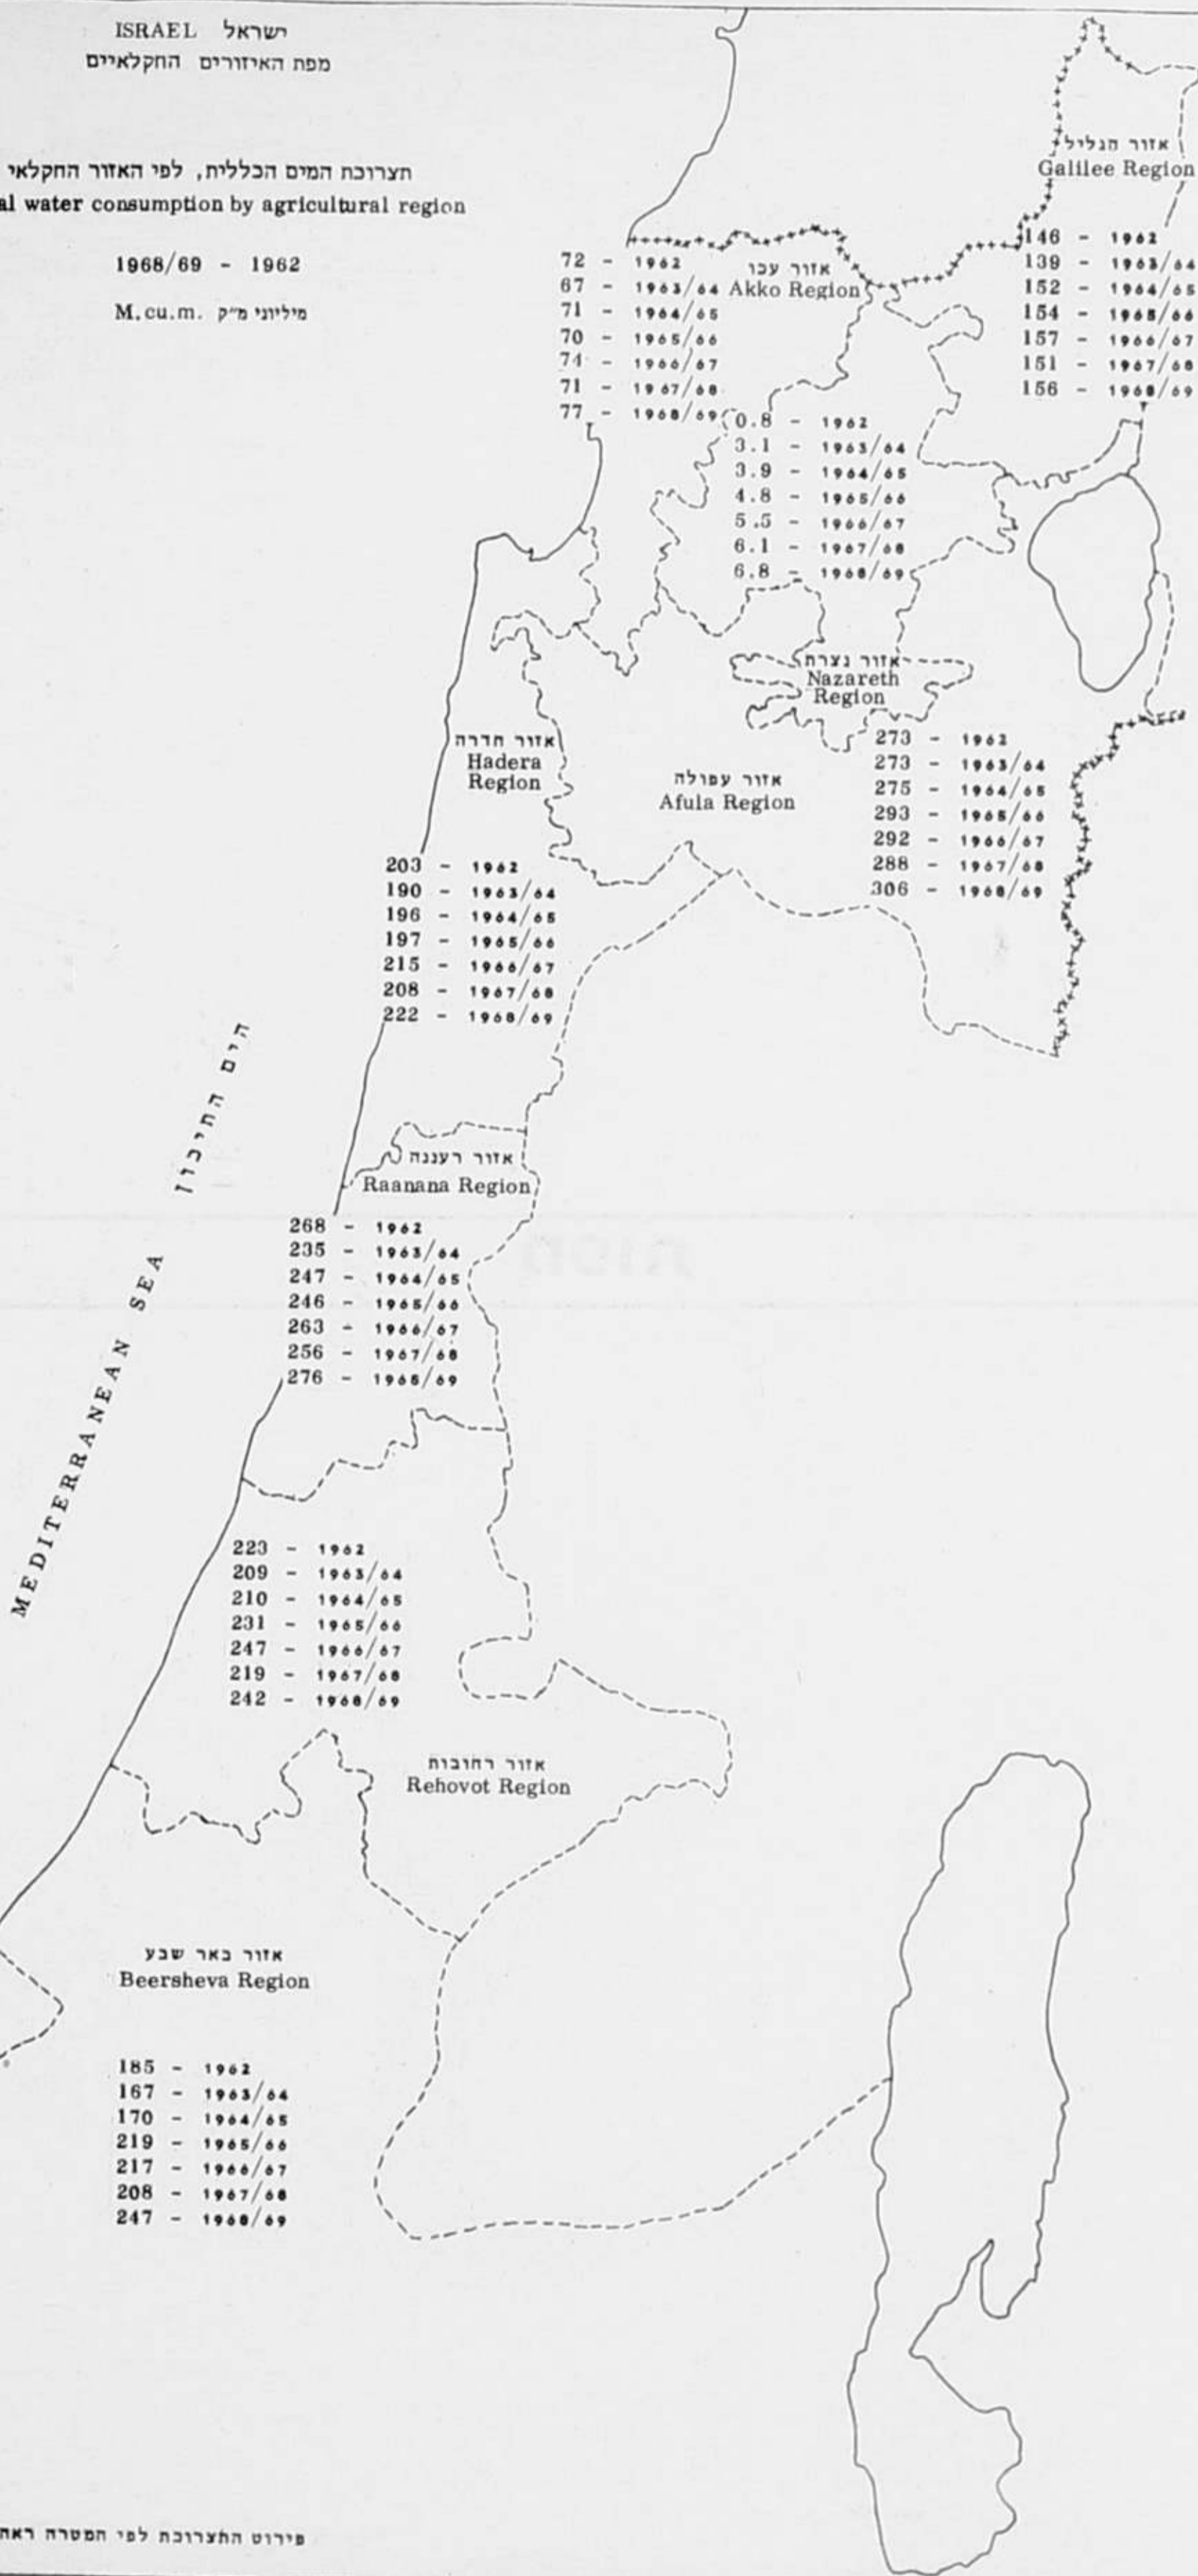 ישראל ISRAEL
מפת האיזורים החקלאיים
תצרוכת המים הכללית, לפי האזור החקלאי
al water consumption by agricultural region
1968/69 - 1962
M.cu.m. מיליוני מ״ק
אזור הגליל
Galilee Region
146 - 1962
139 - 1963/64
152 - 1964/65
154 - 1965/66
157 - 1966/67
151 - 1967/68
156 - 1968/69
אזור עכו
Akko Region
72 - 1962
67 - 1963/64
71 - 1964/65
70 - 1965/66
74 - 1966/67
71 - 1967/68
77 - 1968/69
0.8 - 1962
3.1 - 1963/64
3.9 - 1964/65
4.8 - 1965/66
5.5 - 1966/67
6.1 - 1967/68
6.8 - 1968/69
אזור נצרת
Nazareth
Region
אזור חדרה
Hadera
Region
אזור עפולה
Afula Region
273 - 1962
273 - 1963/64
275 - 1964/65
293 - 1965/66
292 - 1966/67
288 - 1967/68
306 - 1968/69
203 - 1962
190 - 1963/64
196 - 1964/65
197 - 1965/66
215 - 1966/67
208 - 1967/68
222 - 1968/69
הים התיכון
MEDITERRANEAN SEA
אזור רעננה
Raanana Region
268 - 1962
235 - 1963/64
247 - 1964/65
246 - 1965/66
263 - 1966/67
256 - 1967/68
276 - 1968/69
223 - 1962
209 - 1963/64
210 - 1964/65
231 - 1965/66
247 - 1966/67
219 - 1967/68
242 - 1968/69
אזור רחובות
Rehovot Region
אזור באר שבע
Beersheva Region
185 - 1962
167 - 1963/64
170 - 1964/65
219 - 1965/66
217 - 1966/67
208 - 1967/68
247 - 1968/69
פירוט התצרוכת לפי המטרה ראה